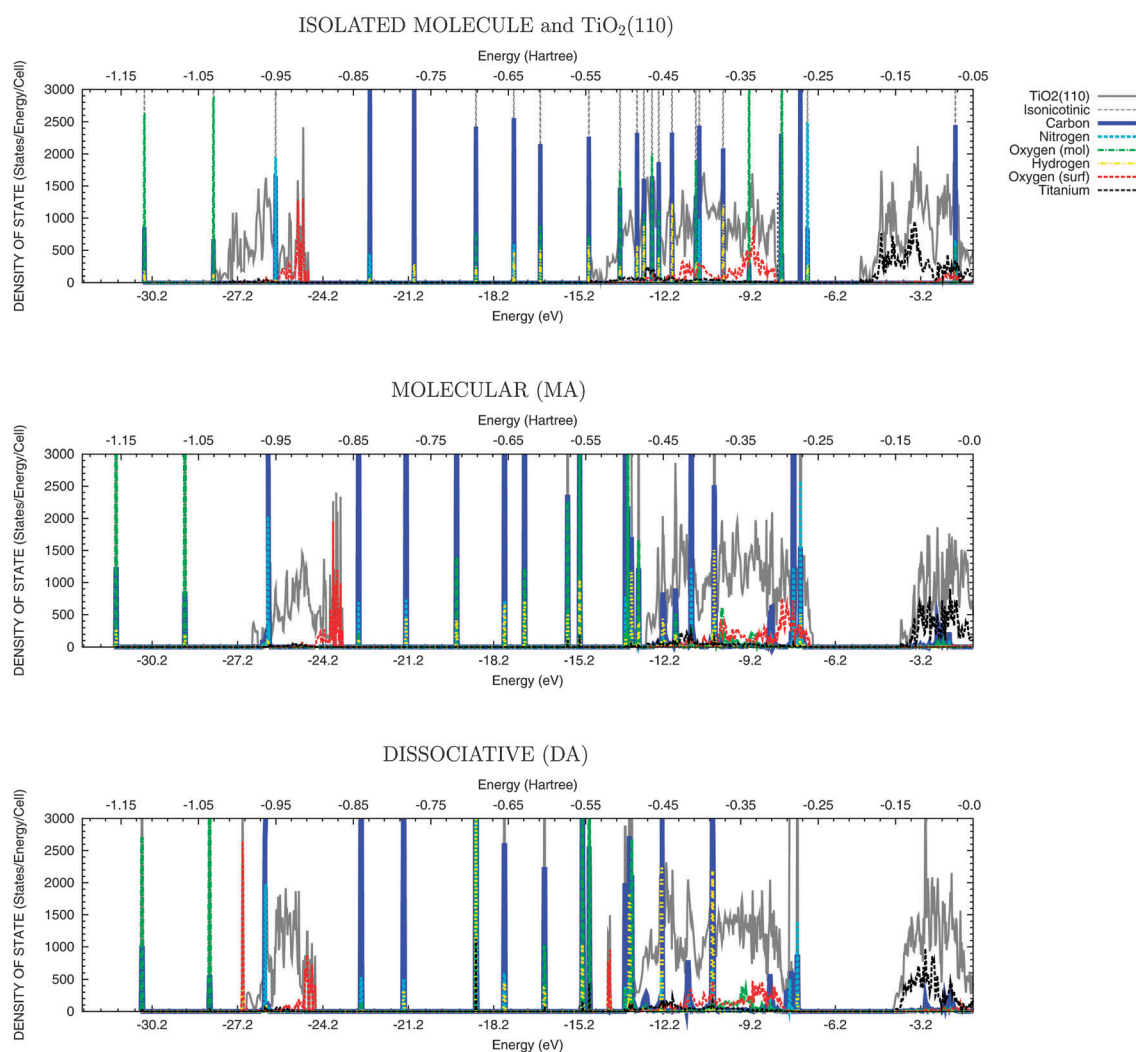 ISOLATED MOLECULE and TiO₂(110)
Energy (Hartree)
-1.15 -1.05 -0.95 -0.85 -0.75 -0.65 -0.55 -0.45 -0.35 -0.25 -0.15 -0.05
DENSITY OF STATE (States/Energy/Cell)
3000
2500
2000
1500
1000
500
0
-30.2 -27.2 -24.2 -21.2 -18.2 -15.2 -12.2 -9.2 -6.2 -3.2
Energy (eV)
TiO2(110)
Isonicotinic
Carbon
Nitrogen
Oxygen (mol)
Hydrogen
Oxygen (surf)
Titanium
MOLECULAR (MA)
Energy (Hartree)
-1.15 -1.05 -0.95 -0.85 -0.75 -0.65 -0.55 -0.45 -0.35 -0.25 -0.15 -0.0
DENSITY OF STATE (States/Energy/Cell)
3000
2500
2000
1500
1000
500
0
-30.2 -27.2 -24.2 -21.2 -18.2 -15.2 -12.2 -9.2 -6.2 -3.2
Energy (eV)
DISSOCIATIVE (DA)
Energy (Hartree)
-1.15 -1.05 -0.95 -0.85 -0.75 -0.65 -0.55 -0.45 -0.35 -0.25 -0.15 -0.0
DENSITY OF STATE (States/Energy/Cell)
3000
2500
2000
1500
1000
500
0
-30.2 -27.2 -24.2 -21.2 -18.2 -15.2 -12.2 -9.2 -6.2 -3.2
Energy (eV)